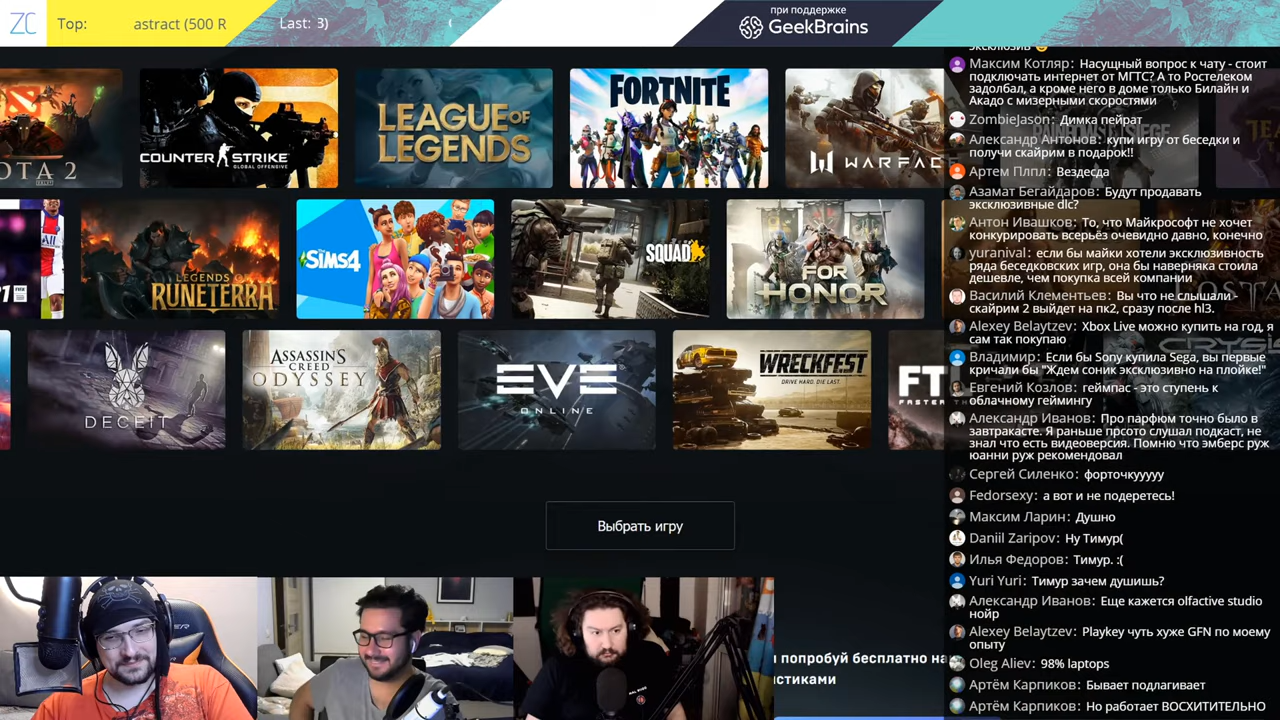 ZC
Top: astract (500 R
Last: 3)
при поддержке
GeekBrains
OTA 2
COUNTER STRIKE
GLOBAL OFFENSIVE
LEAGUE OF
LEGENDS
FORTNITE
WARFAC
21 FIFA
LEGENDS OF
RUNETERRA
THE SIMS 4
SQUAD
FOR
HONOR
DECEIT
ASSASSIN'S
CREED
ODYSSEY
EVE
ONLINE
WRECKFEST
DRIVE HARD. DIE LAST.
FT
FASTER TH
Выбрать игру
и попробуй бесплатно на
истиками
эксклюзив
Максим Котляр: Насущный вопрос к чату - стоит
подключать интернет от МГТС? А то Ростелеком
задолбал, а кроме него в доме только Билайн и
Акадо с мизерными скоростями
ZombieJason: Димка пейрат
Александр Антонов: купи игру от беседки и
получи скайрим в подарок!!
Артем Плпл: Вездесда
Азамат Бегайдаров: Будут продавать
эксклюзивные dlc?
Антон Ивашков: То, что Майкрософт не хочет
конкурировать всерьёз очевидно давно, конечно
yuranival: если бы майки хотели эксклюзивность
ряда беседковских игр, она бы наверняка стоила
дешевле, чем покупка всей компании
Василий Клементьев: Вы что не слышали -
скайрим 2 выйдет на пк2, сразу после hl3.
Alexey Belaytzev: Xbox Live можно купить на год, я
сам так покупаю
Владимир: Если бы Sony купила Sega, вы первые
кричали бы "Ждем соник эксклюзивно на плойке!"
Евгений Козлов: геймпас - это ступень к
облачному геймингу
Александр Иванов: Про парфюм точно было в
завтракасте. Я раньше прсото слушал подкаст, не
знал что есть видеоверсия. Помню что эмберс руж
юанни руж рекомендовал
Сергей Силенко: форточкууууу
Fedorsexy: а вот и не подеретесь!
Максим Ларин: Душно
Daniil Zaripov: Ну Тимур(
Илья Федоров: Тимур. :(
Yuri Yuri: Тимур зачем душишь?
Александр Иванов: Еще кажется olfactive studio
нойр
Alexey Belaytzev: Playkey чуть хуже GFN по моему
опыту
Oleg Aliev: 98% laptops
Артём Карпиков: Бывает подлагивает
Артём Карпиков: Но работает ВОСХИТИТЕЛЬНО